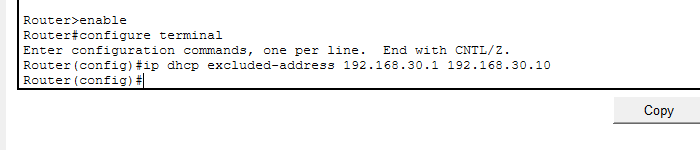 Router>enable
Router#configure terminal
Enter configuration commands, one per line.  End with CNTL/Z.
Router(config)#ip dhcp excluded-address 192.168.30.1 192.168.30.10
Router(config)#
Copy